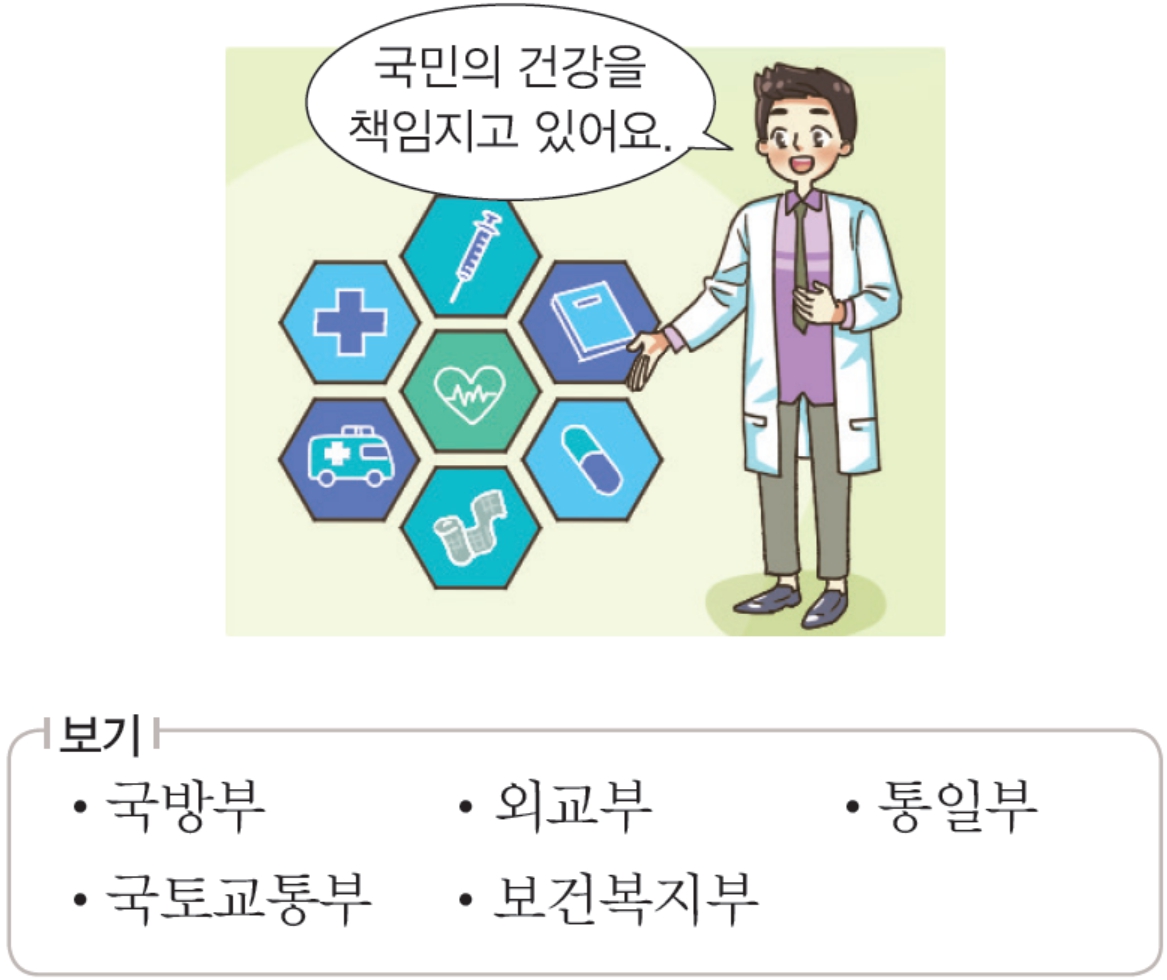 국민의 건강을
책임지고 있어요.
보기
• 국방부 • 외교부 • 통일부
• 국토교통부 • 보건복지부